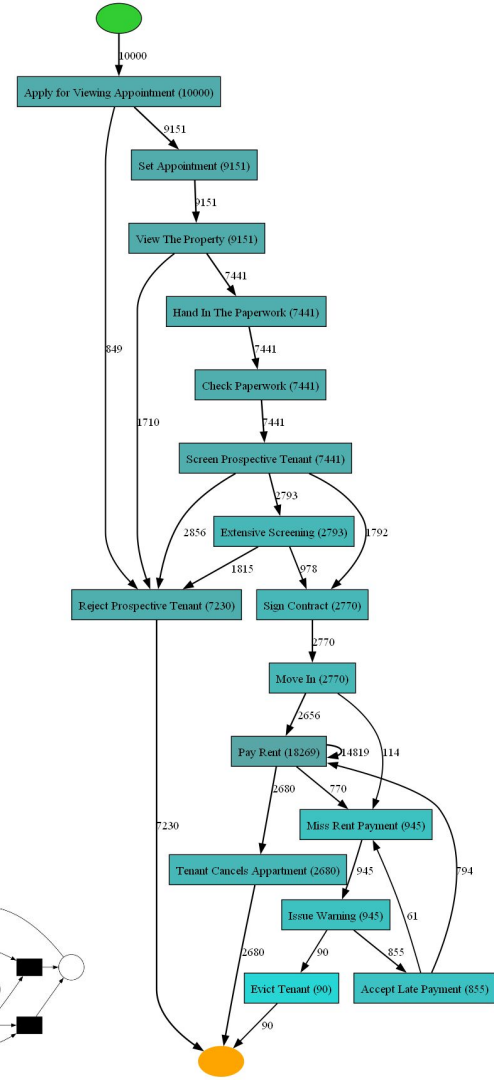 10000
Apply for Viewing Appointment (10000)
9151
Set Appointment (9151)
9151
View The Property (9151)
7441
Hand In The Paperwork (7441)
849
7441
Check Paperwork (7441)
1710
7441
Screen Prospective Tenant (7441)
2793
2856
Extensive Screening (2793)
1792
1815
978
Reject Prospective Tenant (7230)
Sign Contract (2770)
2770
Move In (2770)
2656
Pay Rent (18269)
14819
114
2680
770
7230
Miss Rent Payment (945)
Tenant Cancels Appartment (2680)
945
794
Issue Warning (945)
61
2680
90
855
Evict Tenant (90)
Accept Late Payment (855)
90